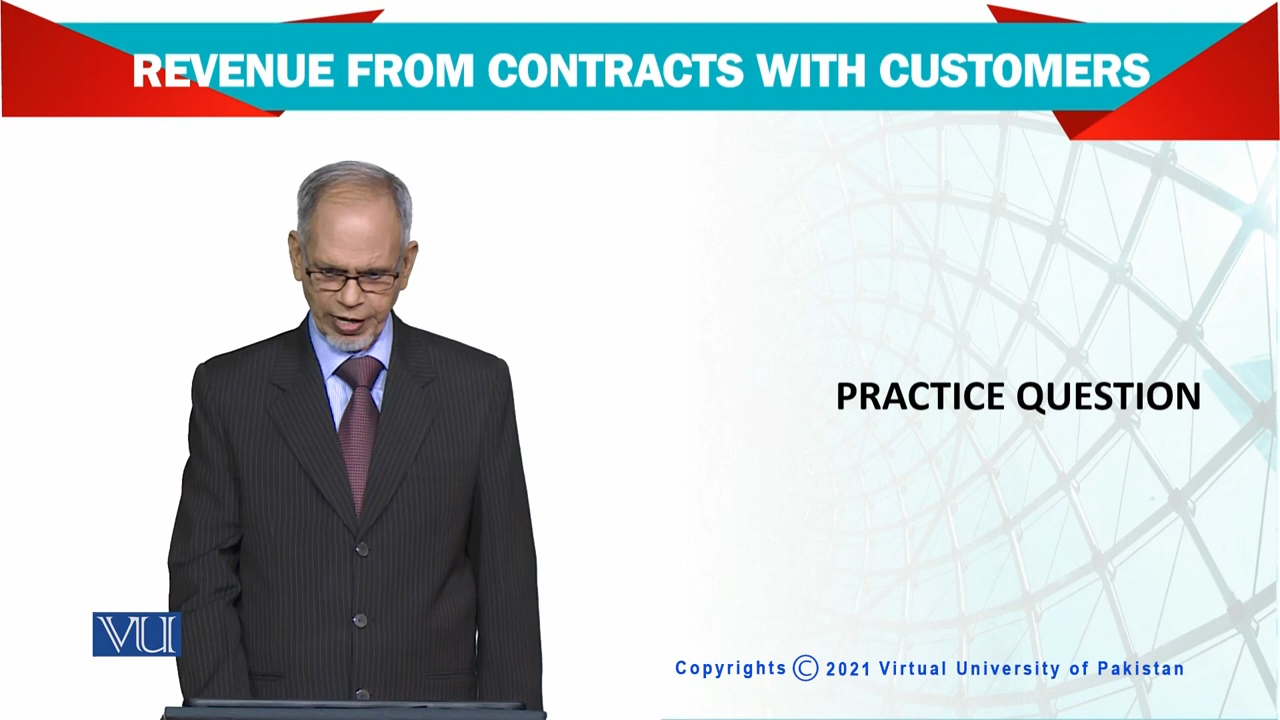 REVENUE FROM CONTRACTS WITH CUSTOMERS
PRACTICE QUESTION
VU
Copyrights © 2021 Virtual University of Pakistan